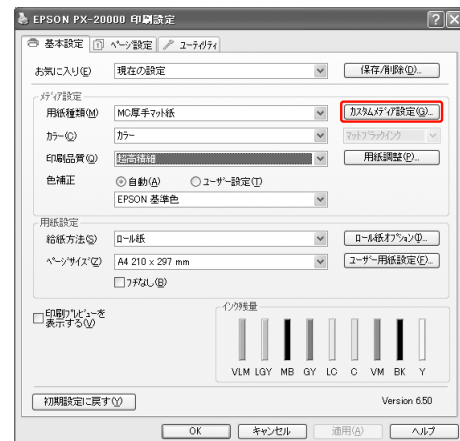 EPSON PX-20000 印刷設定
基本設定 ページ設定 ユーティリティ
お気に入り(E) 現在の設定 保存/削除(D)...
メディア設定
用紙種類(M) MC厚手マット紙 カスタムメディア設定(G)...
カラー(C) カラー マットブラックインク
印刷品質(Q) 超高精細 用紙調整(P)...
色補正 自動(A) ユーザー設定(T)
EPSON 基準色
用紙設定
給紙方法(S) ロール紙 ロール紙オプション(J)...
ページサイズ(Z) A4 210 x 297 mm ユーザー用紙設定(F)...
フチなし(B)
印刷プレビューを
表示する(V)
インク残量
VLM LGY MB GY LC C VM BK Y
初期設定に戻す(Y) Version 6.50
OK キャンセル 適用(A) ヘルプ